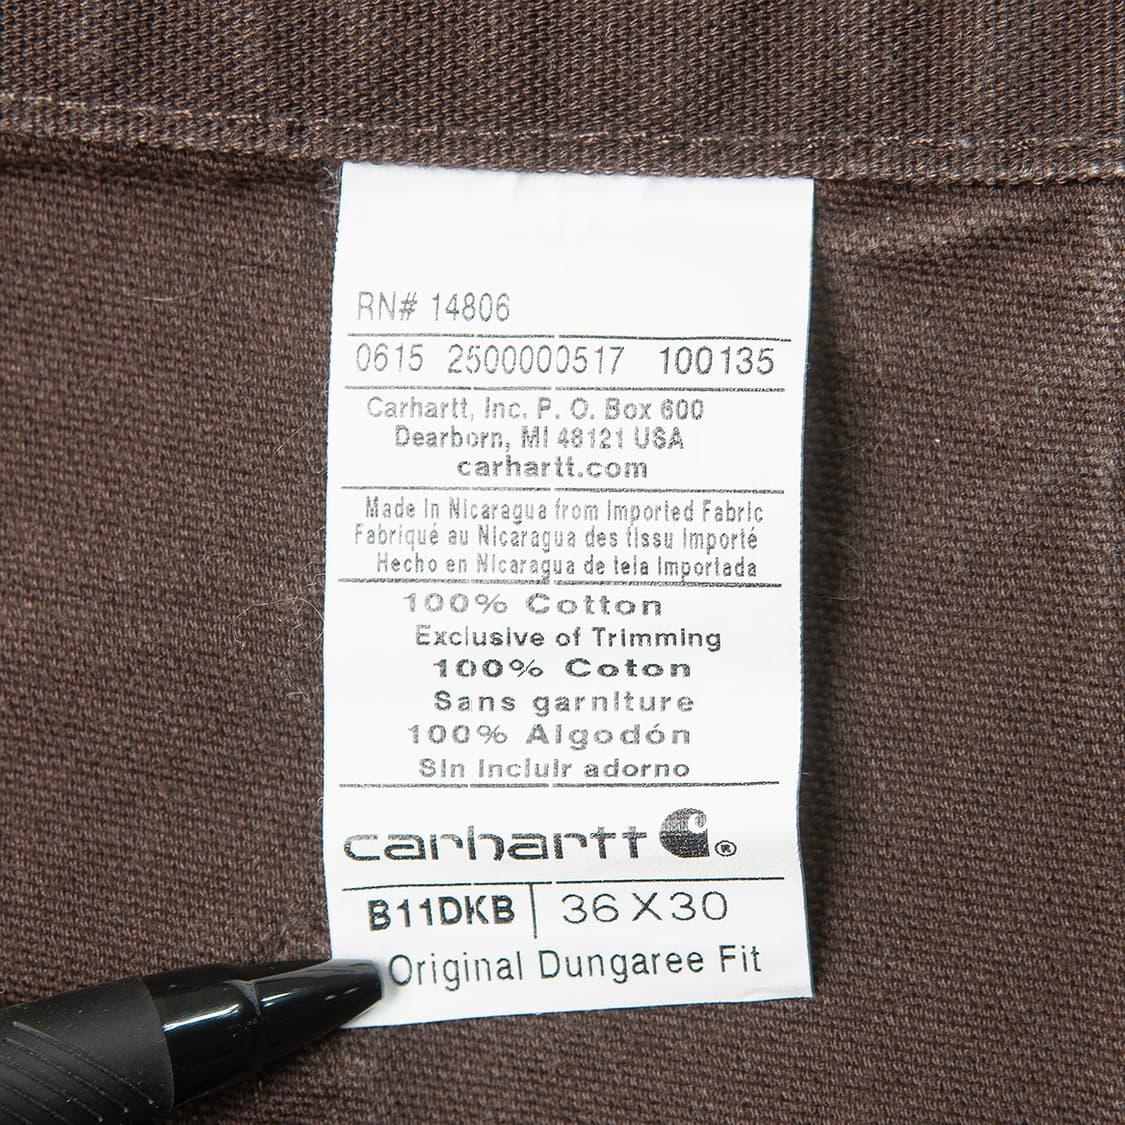 RN# 14806
0615 2500000517 100135
Carhartt, Inc. P. O. Box 600
Dearborn, MI 48121 USA
carhartt.com
Made in Nicaragua from Imported Fabric
Fabriqué au Nicaragua des tissu Importé
Hecho en Nicaragua de tela Importada
100% Cotton
Exclusive of Trimming
100% Coton
Sans garniture
100% Algodón
Sin Incluir adorno
carhartt ®
B11DKB 36X30
Original Dungaree Fit